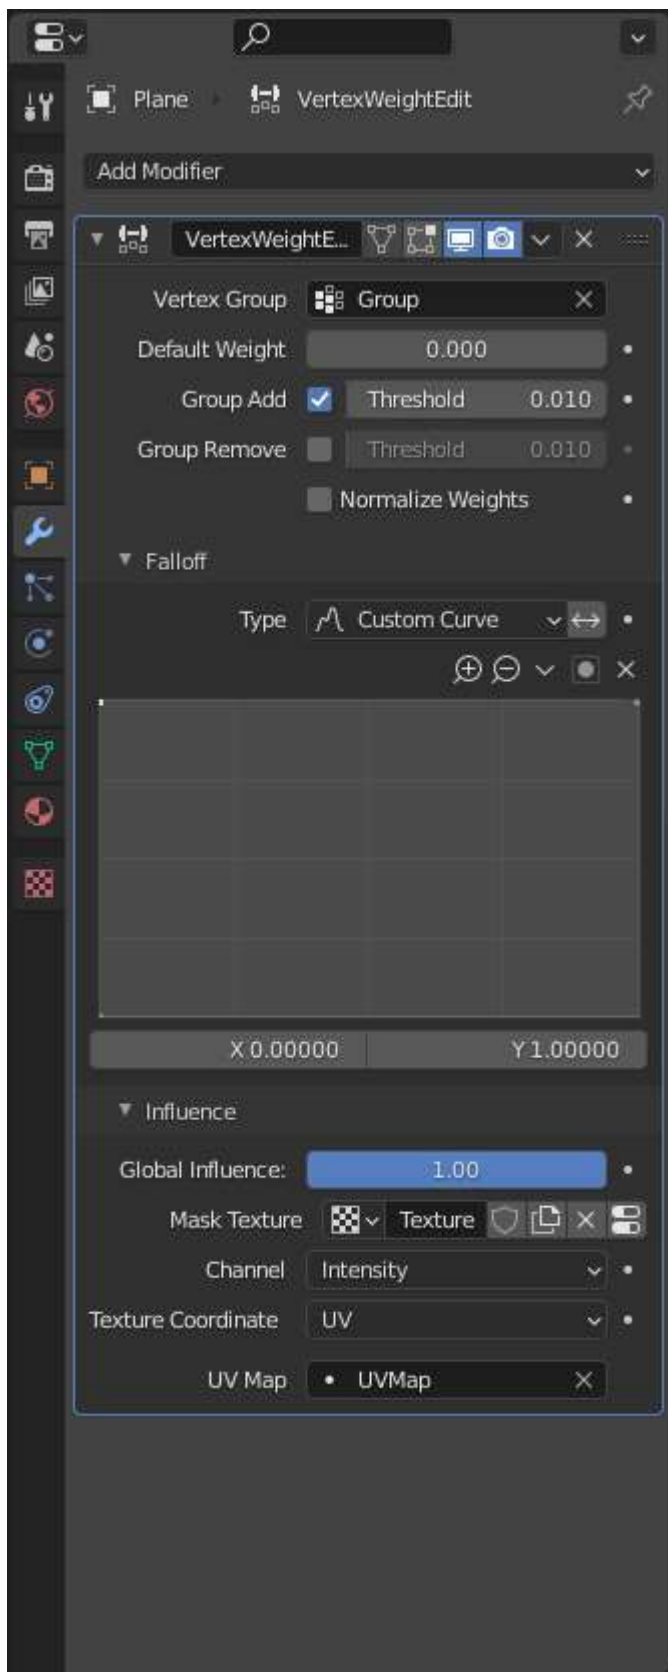 Plane VertexWeightEdit
Add Modifier
VertexWeightE...
Vertex Group Group
Default Weight 0.000
Group Add Threshold 0.010
Group Remove Threshold 0.010
Normalize Weights
Falloff
Type Custom Curve
X 0.00000 Y 1.00000
Influence
Global Influence: 1.00
Mask Texture Texture
Channel Intensity
Texture Coordinate UV
UV Map UVMap